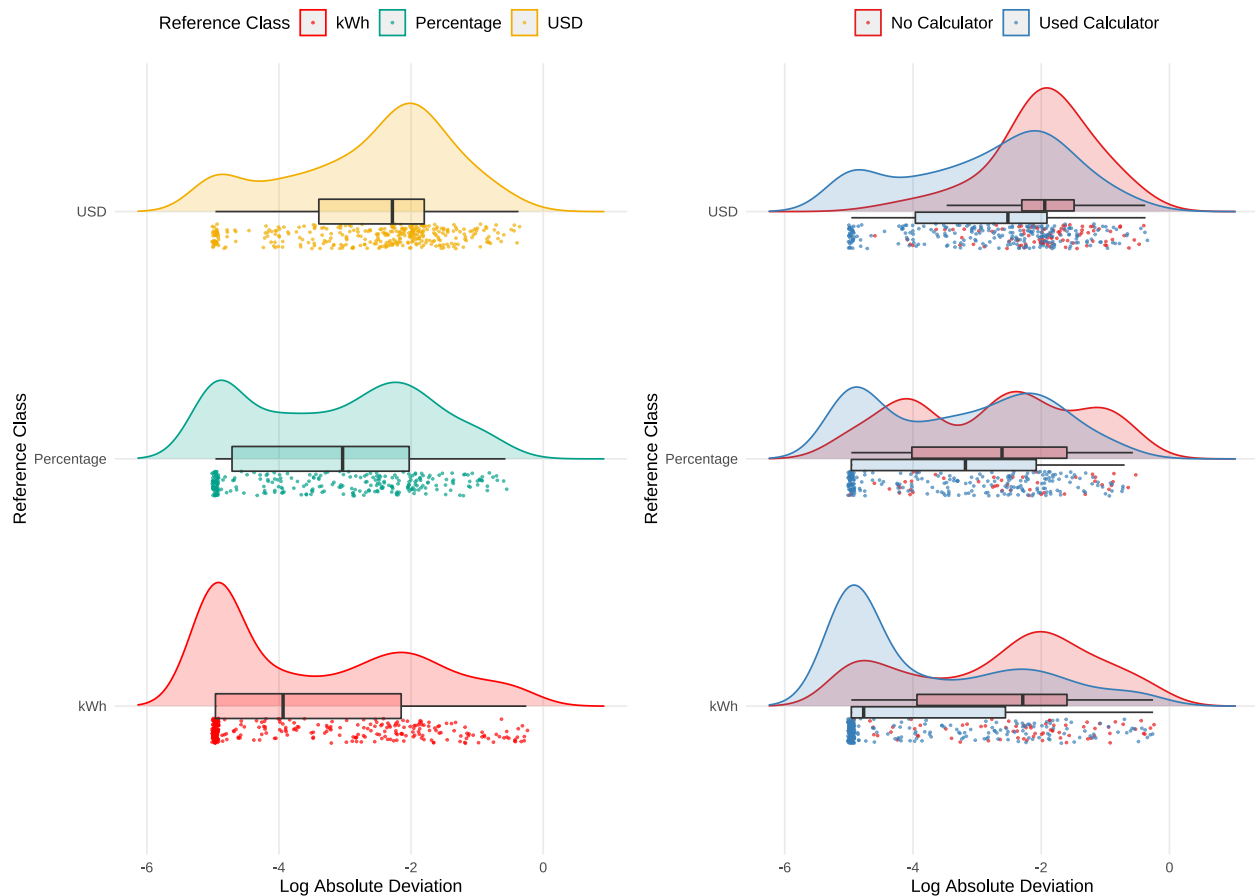 Reference Class kWh Percentage USD
No Calculator Used Calculator
USD
Percentage
kWh
Reference Class
-6 -4 -2 0
Log Absolute Deviation
USD
Percentage
kWh
Reference Class
-6 -4 -2 0
Log Absolute Deviation